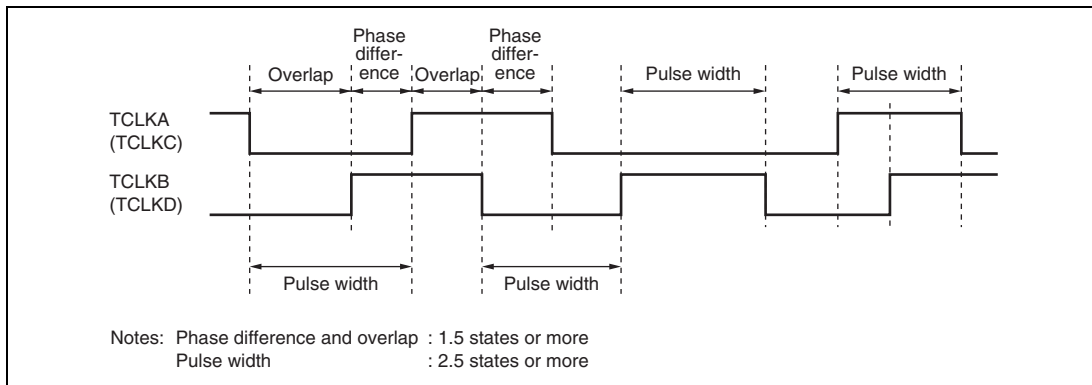 Phase
differ-
ence
Phase
differ-
ence
Overlap
Overlap
Pulse width
Pulse width
TCLKA
(TCLKC)
TCLKB
(TCLKD)
Pulse width
Pulse width
Notes: Phase difference and overlap : 1.5 states or more
Pulse width : 2.5 states or more